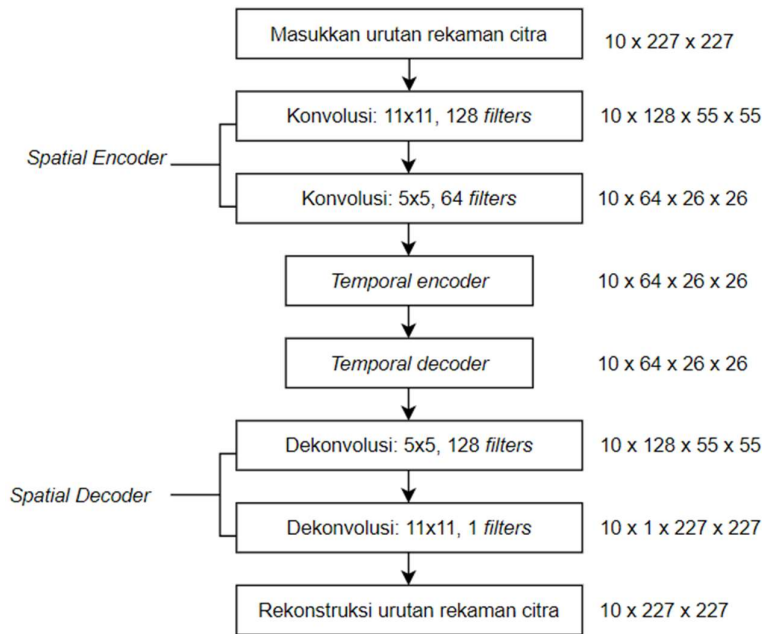 Masukkan urutan rekaman citra
10 x 227 x 227
Konvolusi: 11x11, 128 filters
10 x 128 x 55 x 55
Spatial Encoder
Konvolusi: 5x5, 64 filters
10 x 64 x 26 x 26
Temporal encoder
10 x 64 x 26 x 26
Temporal decoder
10 x 64 x 26 x 26
Dekonvolusi: 5x5, 128 filters
10 x 128 x 55 x 55
Spatial Decoder
Dekonvolusi: 11x11, 1 filters
10 x 1 x 227 x 227
Rekonstruksi urutan rekaman citra
10 x 227 x 227